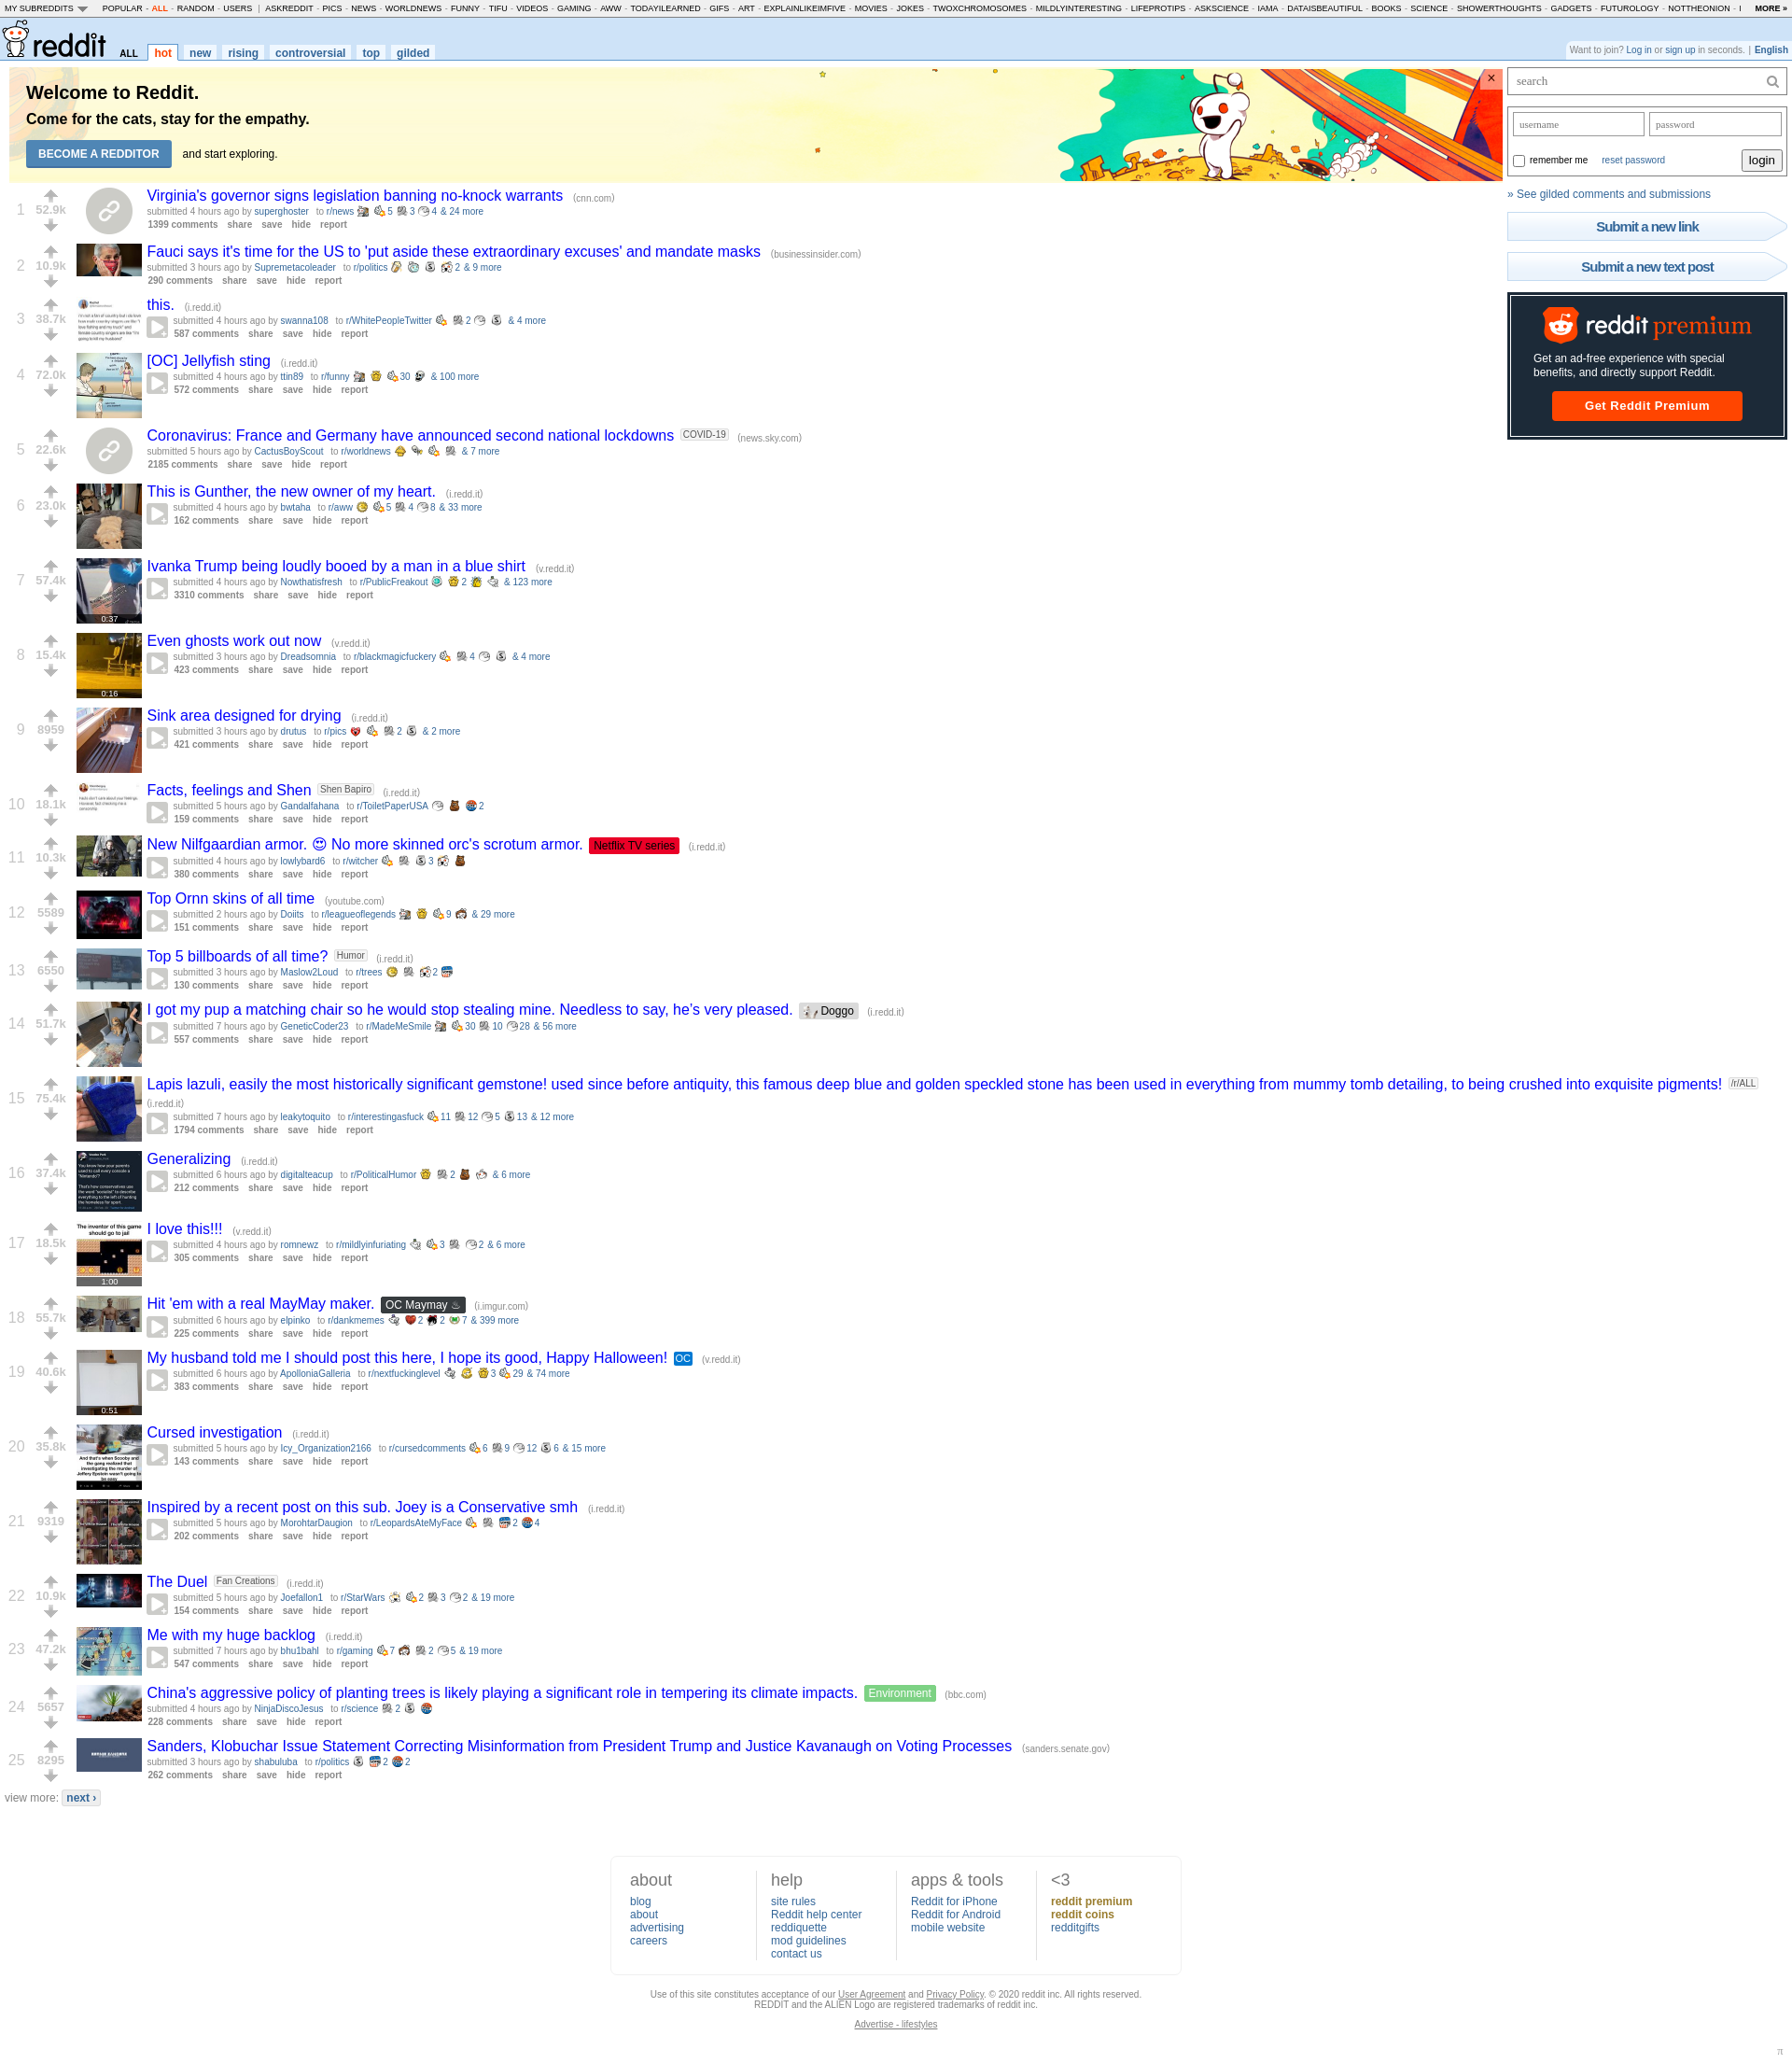 MY SUBREDDITS POPULAR - ALL - RANDOM - USERS | ASKREDDIT - PICS - NEWS - WORLDNEWS - FUNNY - TIFU - VIDEOS - GAMING - AWW - TODAYILEARNED - GIFS - ART - EXPLAINLIKEIMFIVE - MOVIES - JOKES - TWOXCHROMOSOMES - MILDLYINTERESTING - LIFEPROTIPS - ASKSCIENCE - IAMA - DATAISBEAUTIFUL - BOOKS - SCIENCE - SHOWERTHOUGHTS - GADGETS - FUTUROLOGY - NOTTHEONION - I MORE »
reddit ALL hot new rising controversial top gilded
Want to join? Log in or sign up in seconds. | English
Welcome to Reddit.
Come for the cats, stay for the empathy.
BECOME A REDDITOR and start exploring.
×
search
username password
remember me reset password login
» See gilded comments and submissions
Submit a new link
Submit a new text post
reddit premium
Get an ad-free experience with special
benefits, and directly support Reddit.
Get Reddit Premium
1 52.9k Virginia's governor signs legislation banning no-knock warrants (cnn.com)
submitted 4 hours ago by superghoster to r/news 5 3 4 & 24 more
1399 comments share save hide report
2 10.9k Fauci says it's time for the US to 'put aside these extraordinary excuses' and mandate masks (businessinsider.com)
submitted 3 hours ago by Supremetacoleader to r/politics 2 & 9 more
290 comments share save hide report
3 38.7k this. (i.redd.it)
submitted 4 hours ago by swanna108 to r/WhitePeopleTwitter 2 & 4 more
587 comments share save hide report
4 72.0k [OC] Jellyfish sting (i.redd.it)
submitted 4 hours ago by ttin89 to r/funny 30 & 100 more
572 comments share save hide report
5 22.6k Coronavirus: France and Germany have announced second national lockdowns COVID-19 (news.sky.com)
submitted 5 hours ago by CactusBoyScout to r/worldnews & 7 more
2185 comments share save hide report
6 23.0k This is Gunther, the new owner of my heart. (i.redd.it)
submitted 4 hours ago by bwtaha to r/aww 5 4 8 & 33 more
162 comments share save hide report
7 57.4k Ivanka Trump being loudly booed by a man in a blue shirt (v.redd.it)
submitted 4 hours ago by Nowthatisfresh to r/PublicFreakout 2 & 123 more
3310 comments share save hide report
0:37
8 15.4k Even ghosts work out now (v.redd.it)
submitted 3 hours ago by Dreadsomnia to r/blackmagicfuckery 4 & 4 more
423 comments share save hide report
0:16
9 8959 Sink area designed for drying (i.redd.it)
submitted 3 hours ago by drutus to r/pics 2 & 2 more
421 comments share save hide report
10 18.1k Facts, feelings and Shen Shen Bapiro (i.redd.it)
submitted 5 hours ago by Gandalfahana to r/ToiletPaperUSA 2
159 comments share save hide report
11 10.3k New Nilfgaardian armor. 😍 No more skinned orc's scrotum armor. Netflix TV series (i.redd.it)
submitted 4 hours ago by lowlybard6 to r/witcher 3
380 comments share save hide report
12 5589 Top Ornn skins of all time (youtube.com)
submitted 2 hours ago by Doiits to r/leagueoflegends 9 & 29 more
151 comments share save hide report
13 6550 Top 5 billboards of all time? Humor (i.redd.it)
submitted 3 hours ago by Maslow2Loud to r/trees 2
130 comments share save hide report
14 51.7k I got my pup a matching chair so he would stop stealing mine. Needless to say, he's very pleased. Doggo (i.redd.it)
submitted 7 hours ago by GeneticCoder23 to r/MadeMeSmile 30 10 28 & 56 more
557 comments share save hide report
15 75.4k Lapis lazuli, easily the most historically significant gemstone! used since before antiquity, this famous deep blue and golden speckled stone has been used in everything from mummy tomb detailing, to being crushed into exquisite pigments! /r/ALL
(i.redd.it)
submitted 7 hours ago by leakytoquito to r/interestingasfuck 11 12 5 13 & 12 more
1794 comments share save hide report
16 37.4k Generalizing (i.redd.it)
submitted 6 hours ago by digitalteacup to r/PoliticalHumor 2 & 6 more
212 comments share save hide report
17 18.5k I love this!!! (v.redd.it)
submitted 4 hours ago by romnewz to r/mildlyinfuriating 3 2 & 6 more
305 comments share save hide report
The inventor of this game
should go to jail
1:00
18 55.7k Hit 'em with a real MayMay maker. OC Maymay ♨ (i.imgur.com)
submitted 6 hours ago by elpinko to r/dankmemes 2 2 7 & 399 more
225 comments share save hide report
19 40.6k My husband told me I should post this here, I hope its good, Happy Halloween! OC (v.redd.it)
submitted 6 hours ago by ApolloniaGalleria to r/nextfuckinglevel 3 29 & 74 more
383 comments share save hide report
0:51
20 35.8k Cursed investigation (i.redd.it)
submitted 5 hours ago by Icy_Organization2166 to r/cursedcomments 6 9 12 6 & 15 more
143 comments share save hide report
And that's when Scooby and
the gang realized that
investigating the murder of
Jeffery Epstein wasn't going to
be easy
21 9319 Inspired by a recent post on this sub. Joey is a Conservative smh (i.redd.it)
submitted 5 hours ago by MorohtarDaugion to r/LeopardsAteMyFace 2 4
202 comments share save hide report
22 10.9k The Duel Fan Creations (i.redd.it)
submitted 5 hours ago by Joefallon1 to r/StarWars 2 3 2 & 19 more
154 comments share save hide report
23 47.2k Me with my huge backlog (i.redd.it)
submitted 7 hours ago by bhu1bahl to r/gaming 7 2 5 & 19 more
547 comments share save hide report
24 5657 China's aggressive policy of planting trees is likely playing a significant role in tempering its climate impacts. Environment (bbc.com)
submitted 4 hours ago by NinjaDiscoJesus to r/science 2
228 comments share save hide report
25 8295 Sanders, Klobuchar Issue Statement Correcting Misinformation from President Trump and Justice Kavanaugh on Voting Processes (sanders.senate.gov)
submitted 3 hours ago by shabuluba to r/politics 2 2
262 comments share save hide report
view more: next ›
about
blog
about
advertising
careers
help
site rules
Reddit help center
reddiquette
mod guidelines
contact us
apps & tools
Reddit for iPhone
Reddit for Android
mobile website
<3
reddit premium
reddit coins
redditgifts
Use of this site constitutes acceptance of our User Agreement and Privacy Policy. © 2020 reddit inc. All rights reserved.
REDDIT and the ALIEN Logo are registered trademarks of reddit inc.
Advertise - lifestyles
π